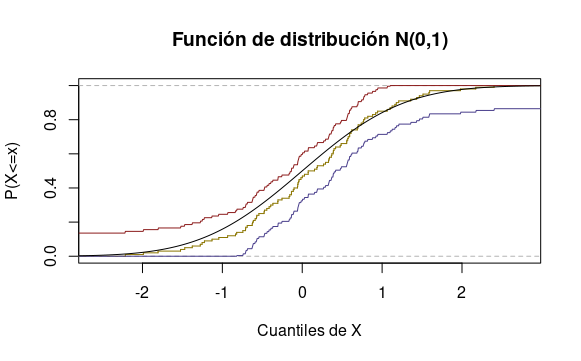 Función de distribución N(0,1)
P(X<=x)
0.8
0.4
0.0
-2 -1 0 1 2
Cuantiles de X